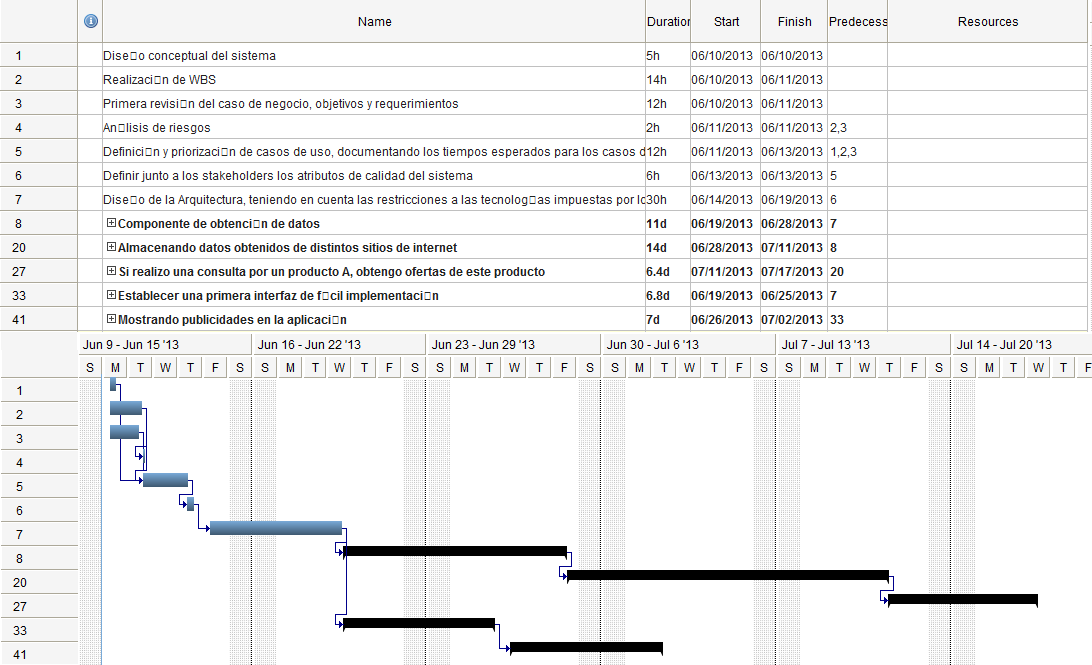 Name Duration Start Finish Predecess Resources
1 Dise▯o conceptual del sistema 5h 06/10/2013 06/10/2013
2 Realizaci▯n de WBS 14h 06/10/2013 06/11/2013
3 Primera revisi▯n del caso de negocio, objetivos y requerimientos 12h 06/10/2013 06/11/2013
4 An▯lisis de riesgos 2h 06/11/2013 06/11/2013 2,3
5 Definici▯n y priorizaci▯n de casos de uso, documentando los tiempos esperados para los casos d 12h 06/11/2013 06/13/2013 1,2,3
6 Definir junto a los stakeholders los atributos de calidad del sistema 6h 06/13/2013 06/13/2013 5
7 Dise▯o de la Arquitectura, teniendo en cuenta las restricciones a las tecnolog▯as impuestas por lo 30h 06/14/2013 06/19/2013 6
8 Componente de obtenci▯n de datos 11d 06/19/2013 06/28/2013 7
20 Almacenando datos obtenidos de distintos sitios de internet 14d 06/28/2013 07/11/2013 8
27 Si realizo una consulta por un producto A, obtengo ofertas de este producto 6.4d 07/11/2013 07/17/2013 20
33 Establecer una primera interfaz de f▯cil implementaci▯n 6.8d 06/19/2013 06/25/2013 7
41 Mostrando publicidades en la aplicaci▯n 7d 06/26/2013 07/02/2013 33
Jun 9 - Jun 15 '13 Jun 16 - Jun 22 '13 Jun 23 - Jun 29 '13 Jun 30 - Jul 6 '13 Jul 7 - Jul 13 '13 Jul 14 - Jul 20 '13
S M T W T F S S M T W T F S S M T W T F S S M T W T F S S M T W T F S S M T W T F
1
2
3
4
5
6
7
8
20
27
33
41